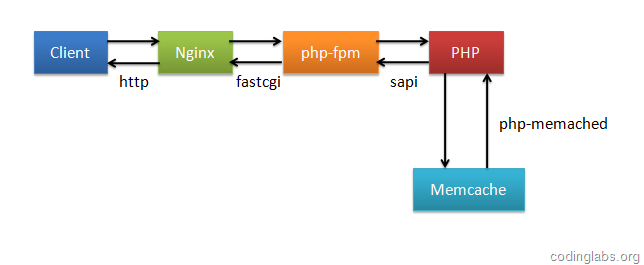 Client
Nginx
php-fpm
PHP
http
fastcgi
sapi
php-memached
Memcache
codinglabs.org